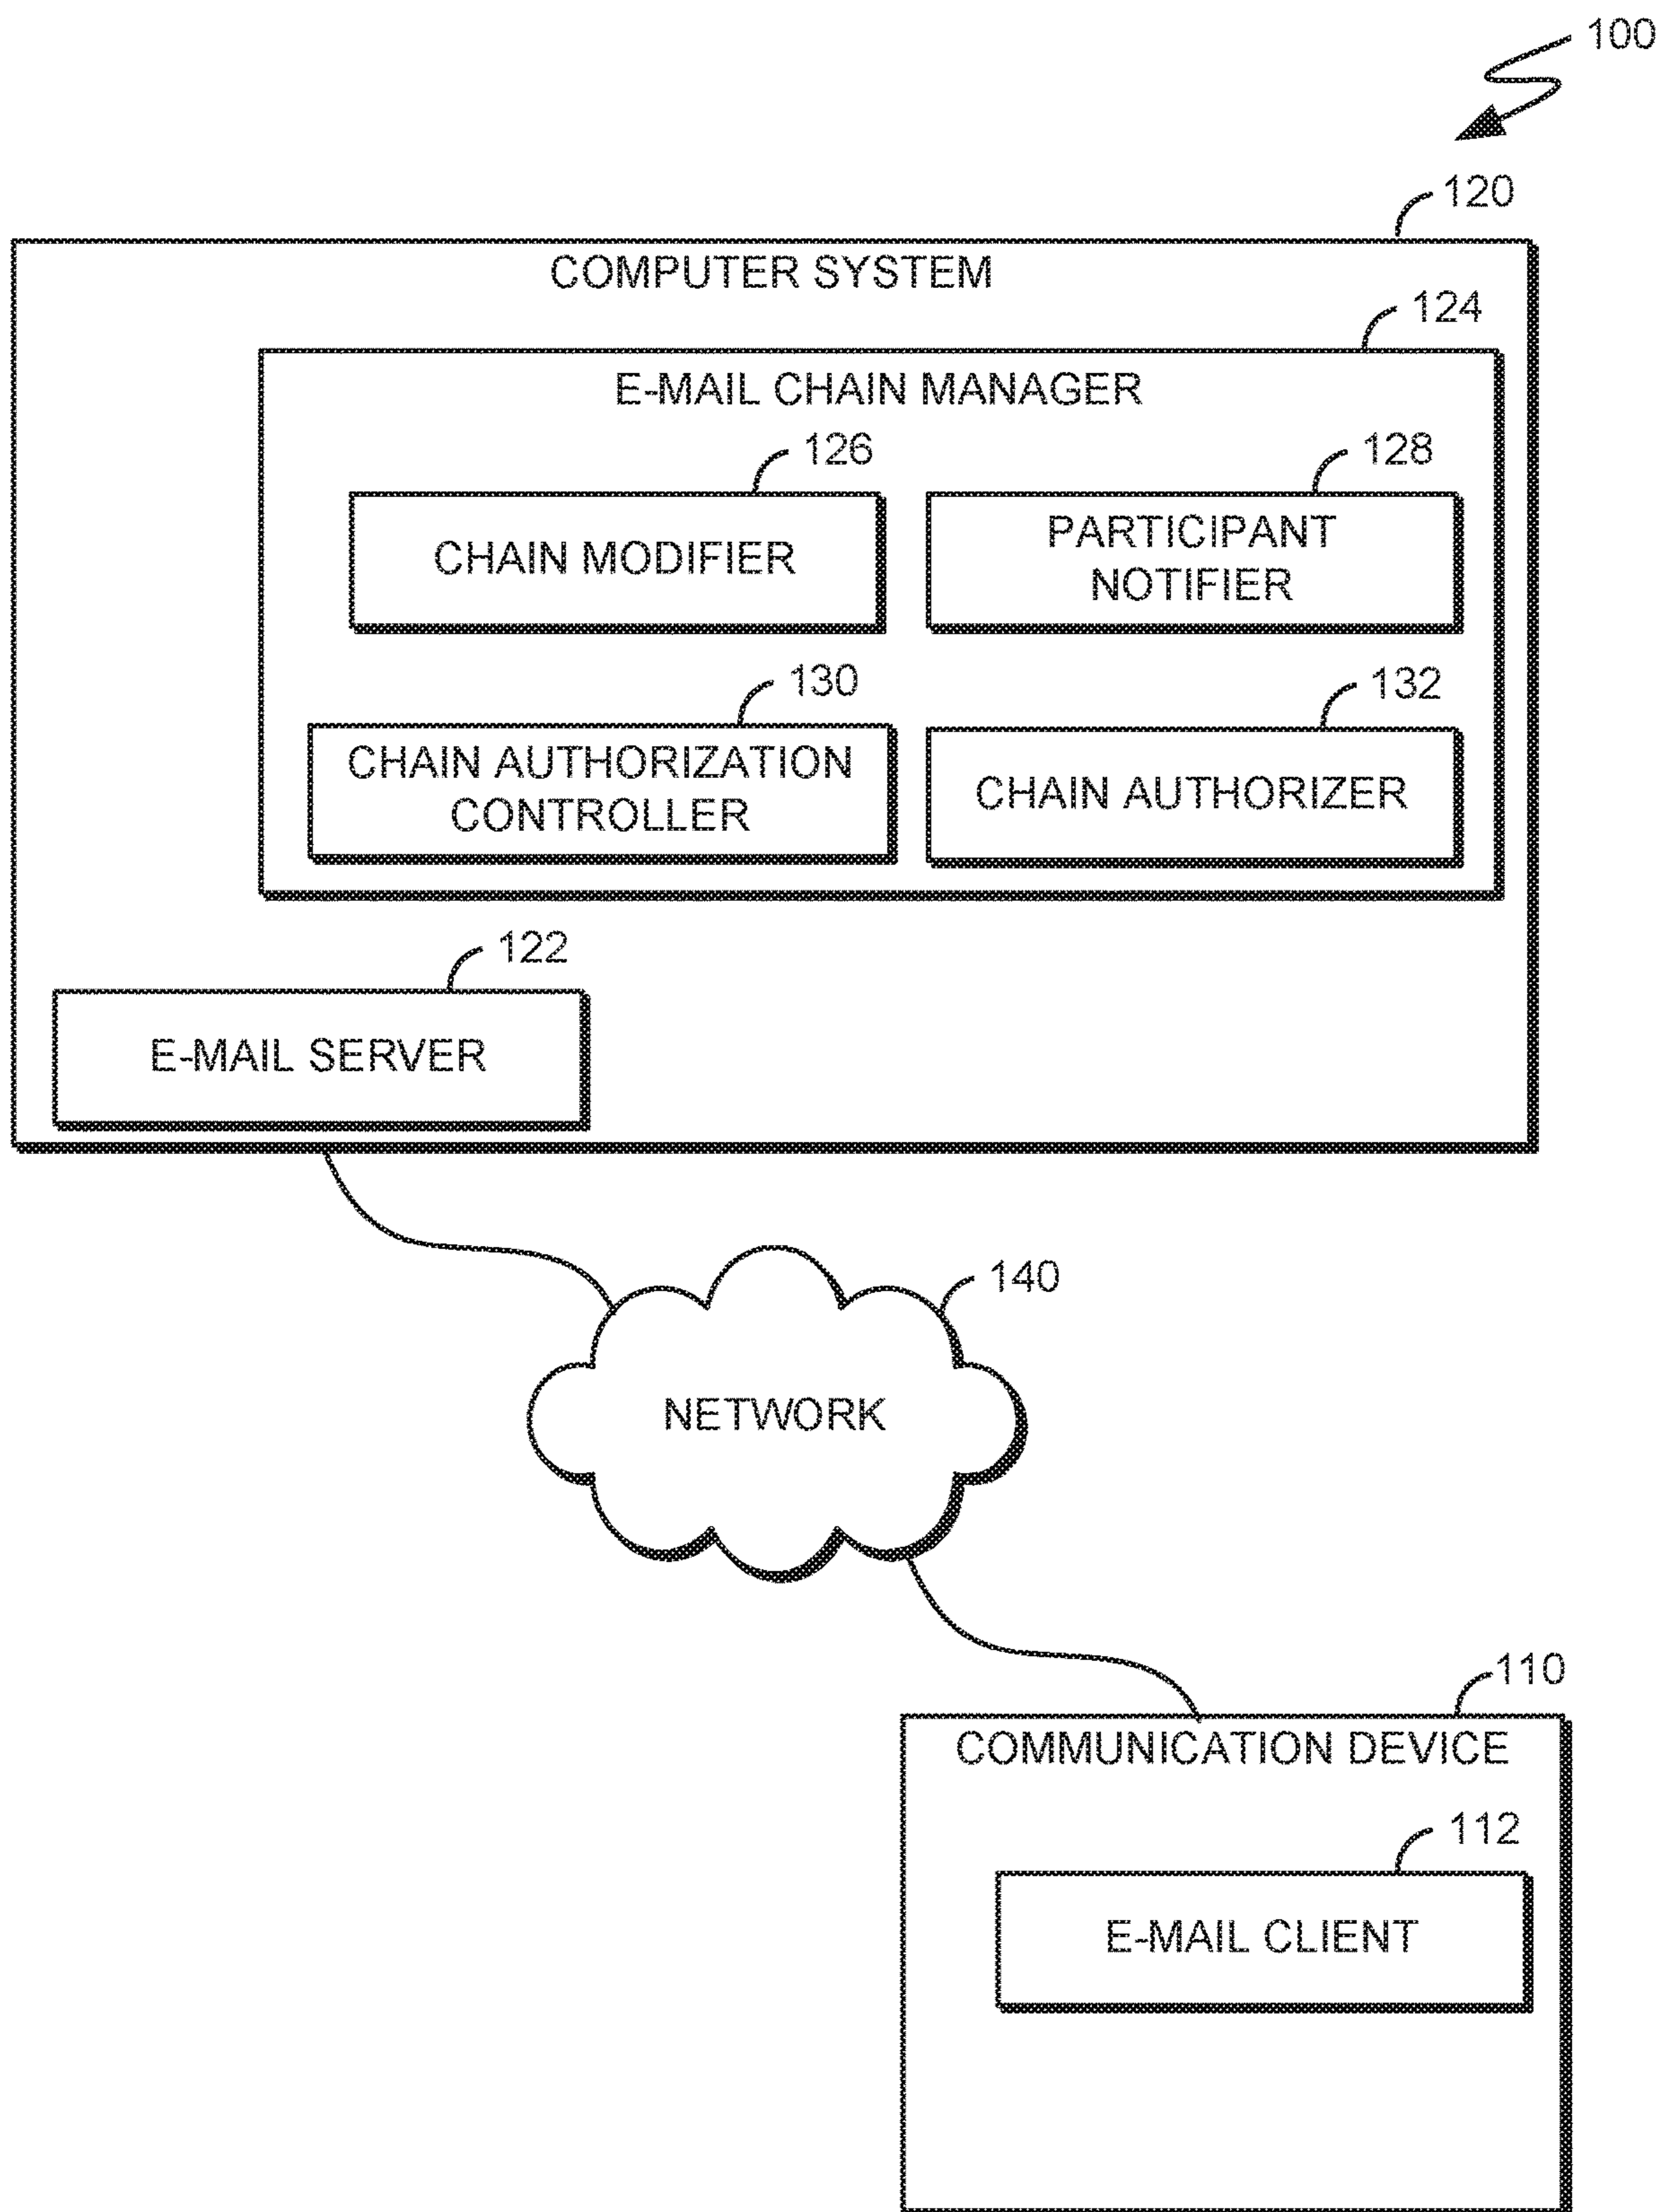 100
120
COMPUTER SYSTEM
124
E-MAIL CHAIN MANAGER
126
128
CHAIN MODIFIER
PARTICIPANT
NOTIFIER
130
132
CHAIN AUTHORIZATION
CONTROLLER
CHAIN AUTHORIZER
122
E-MAIL SERVER
140
NETWORK
110
COMMUNICATION DEVICE
112
E-MAIL CLIENT